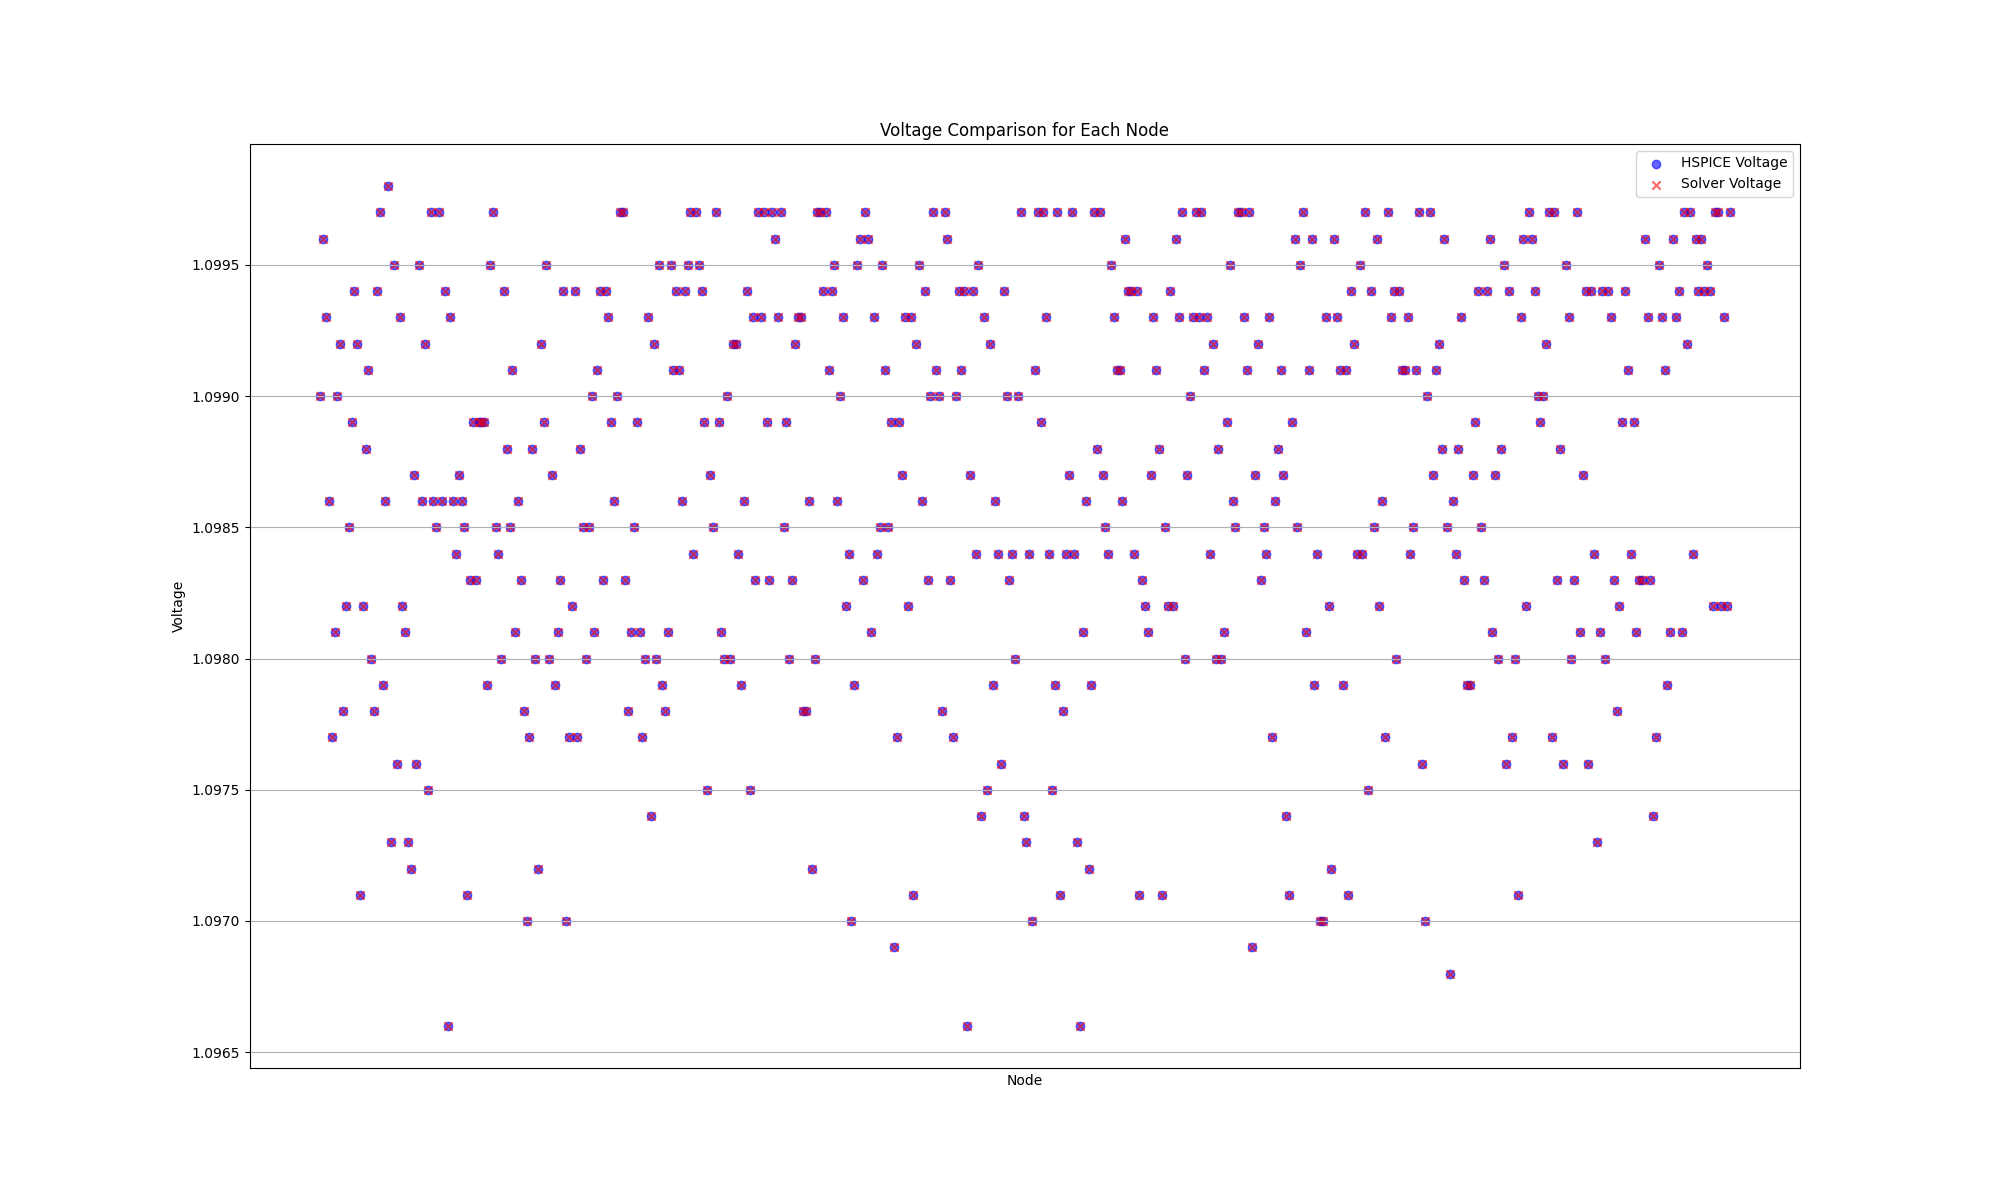 Voltage Comparison for Each Node
HSPICE Voltage
Solver Voltage
1.0995
1.0990
1.0985
1.0980
1.0975
1.0970
1.0965
Voltage
Node